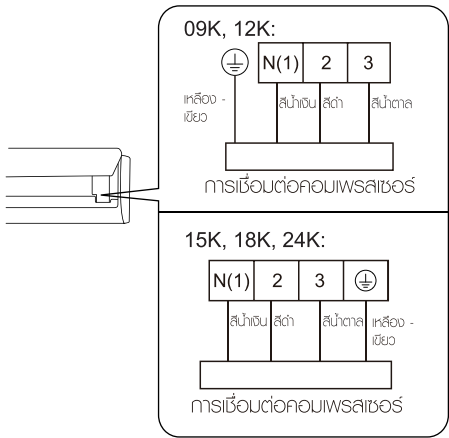 09K, 12K:
N(1) 2 3
เหลือง -
เขียว
สีน้ำเงิน สีดำ สีน้ำตาล
การเชื่อมต่อคอมเพรสเซอร์
15K, 18K, 24K:
N(1) 2 3
สีน้ำเงิน สีดำ สีน้ำตาล เหลือง -
เขียว
การเชื่อมต่อคอมเพรสเซอร์